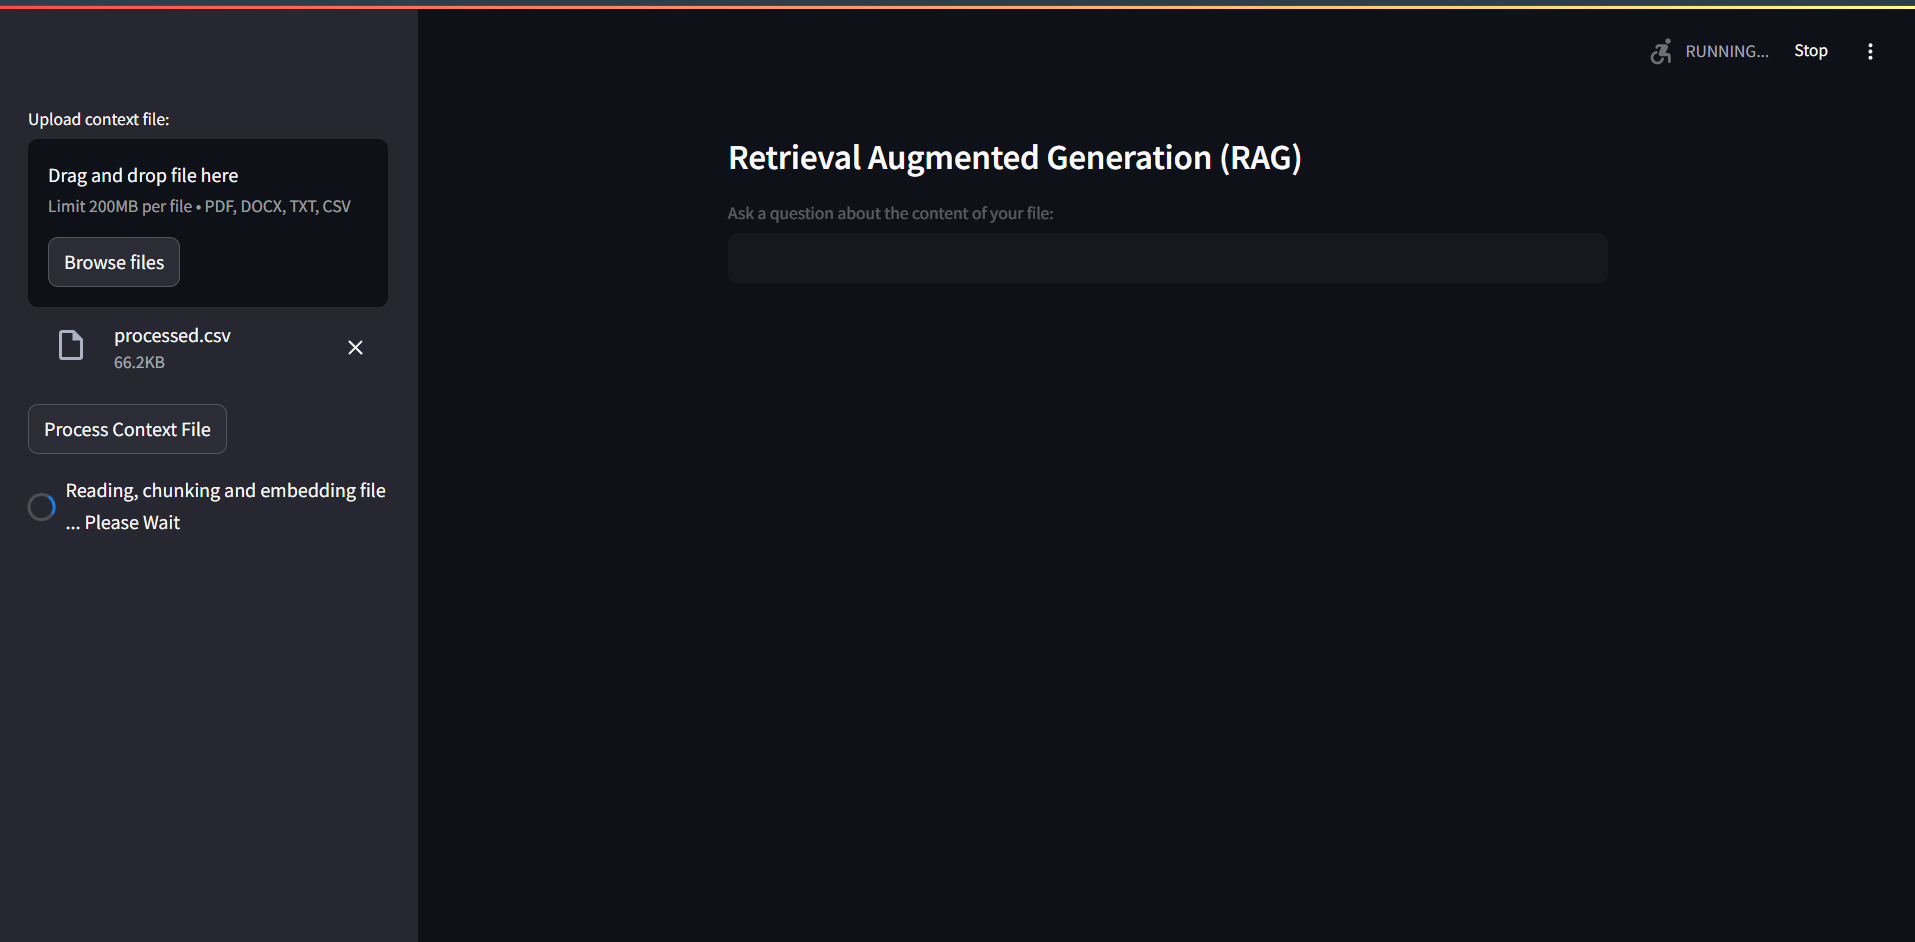 RUNNING...
Stop
Upload context file:
Drag and drop file here
Limit 200MB per file • PDF, DOCX, TXT, CSV
Browse files
processed.csv
66.2KB
Process Context File
Reading, chunking and embedding file
... Please Wait
Retrieval Augmented Generation (RAG)
Ask a question about the content of your file: